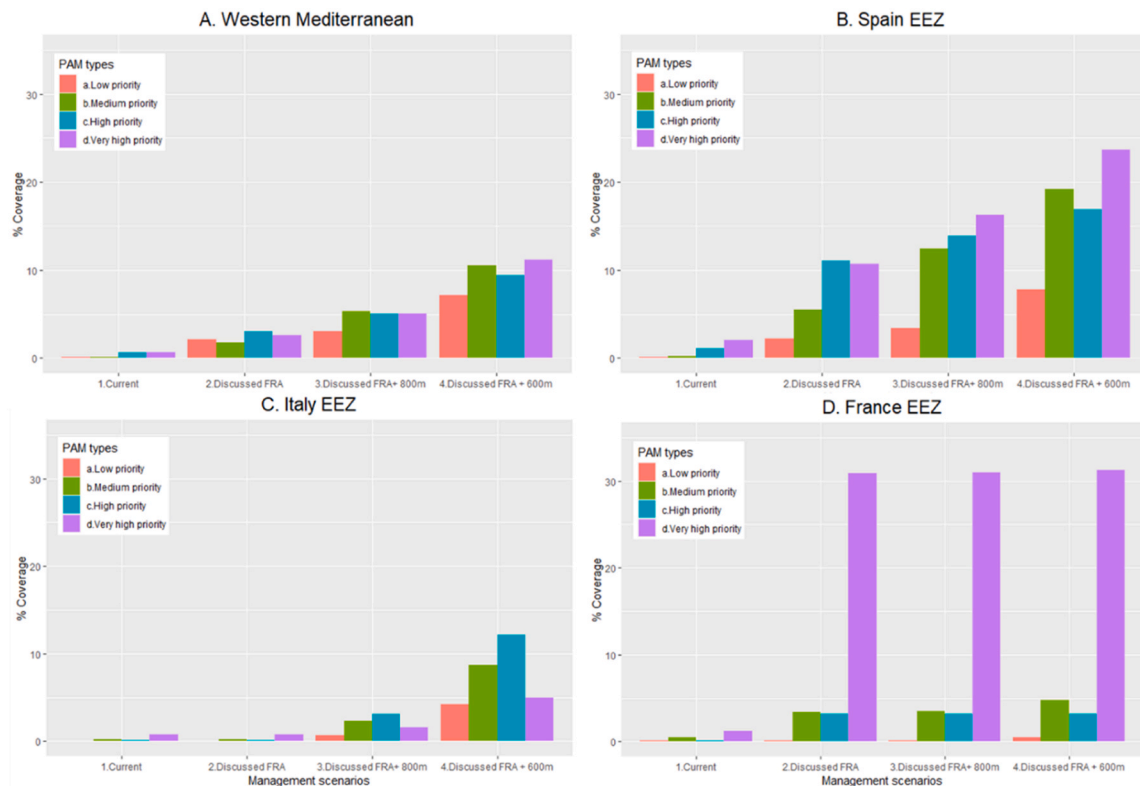 A. Western Mediterranean
PAM types
a.Low priority
b.Medium priority
c.High priority
d.Very high priority
30
20
10
0
% Coverage
1.Current
2.Discussed FRA
3.Discussed FRA+ 800m
4.Discussed FRA + 600m
B. Spain EEZ
PAM types
a.Low priority
b.Medium priority
c.High priority
d.Very high priority
30
20
10
0
% Coverage
1.Current
2.Discussed FRA
3.Discussed FRA+ 800m
4.Discussed FRA + 600m
C. Italy EEZ
PAM types
a.Low priority
b.Medium priority
c.High priority
d.Very high priority
30
20
10
0
% Coverage
1.Current
2.Discussed FRA
3.Discussed FRA+ 800m
4.Discussed FRA + 600m
Management scenarios
D. France EEZ
PAM types
a.Low priority
b.Medium priority
c.High priority
d.Very high priority
30
20
10
0
% Coverage
1.Current
2.Discussed FRA
3.Discussed FRA+ 800m
4.Discussed FRA + 600m
Management scenarios